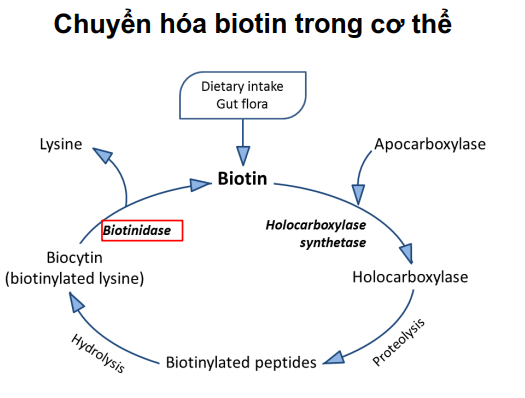 Chuyển hóa biotin trong cơ thể
Dietary intake
Gut flora
Lysine
Apocarboxylase
Biotin
Biotinidase
Holocarboxylase
synthetase
Biocytin
(biotinylated lysine)
Holocarboxylase
Hydrolysis
Biotinylated peptides
Proteolysis